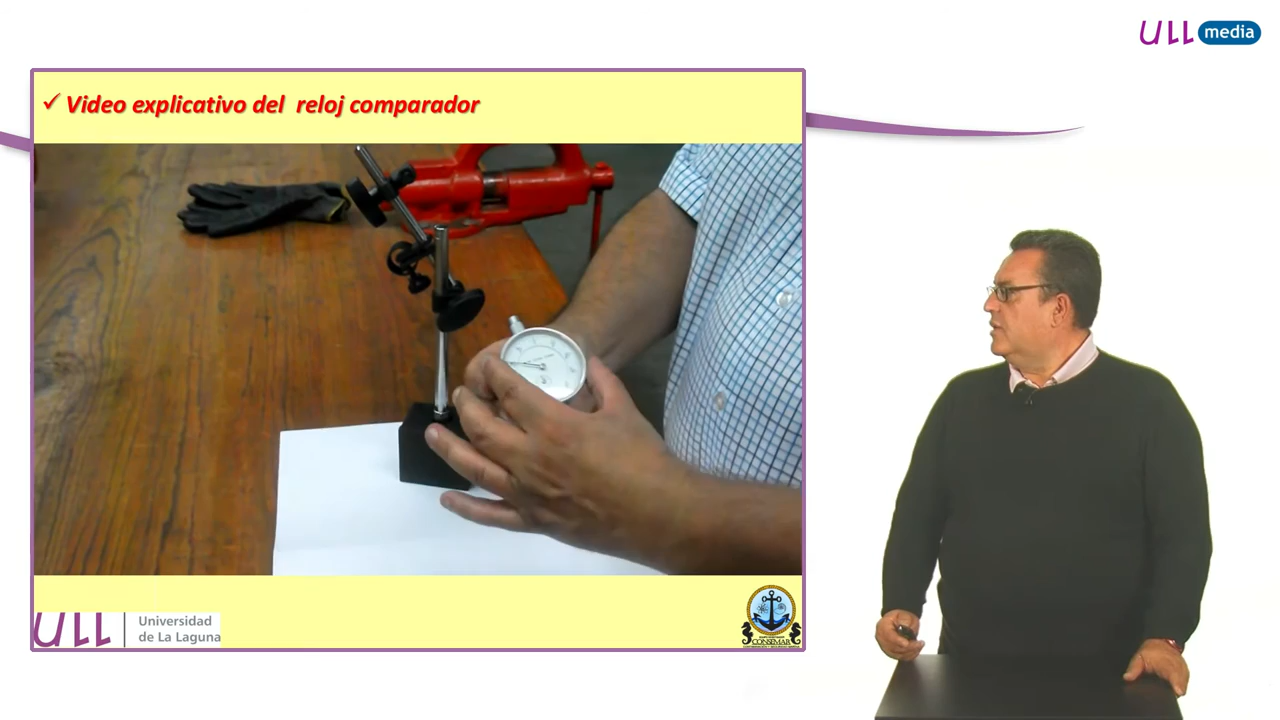 ULL media
✓ Video explicativo del reloj comparador
ULL
Universidad
de La Laguna
CONSEMAR